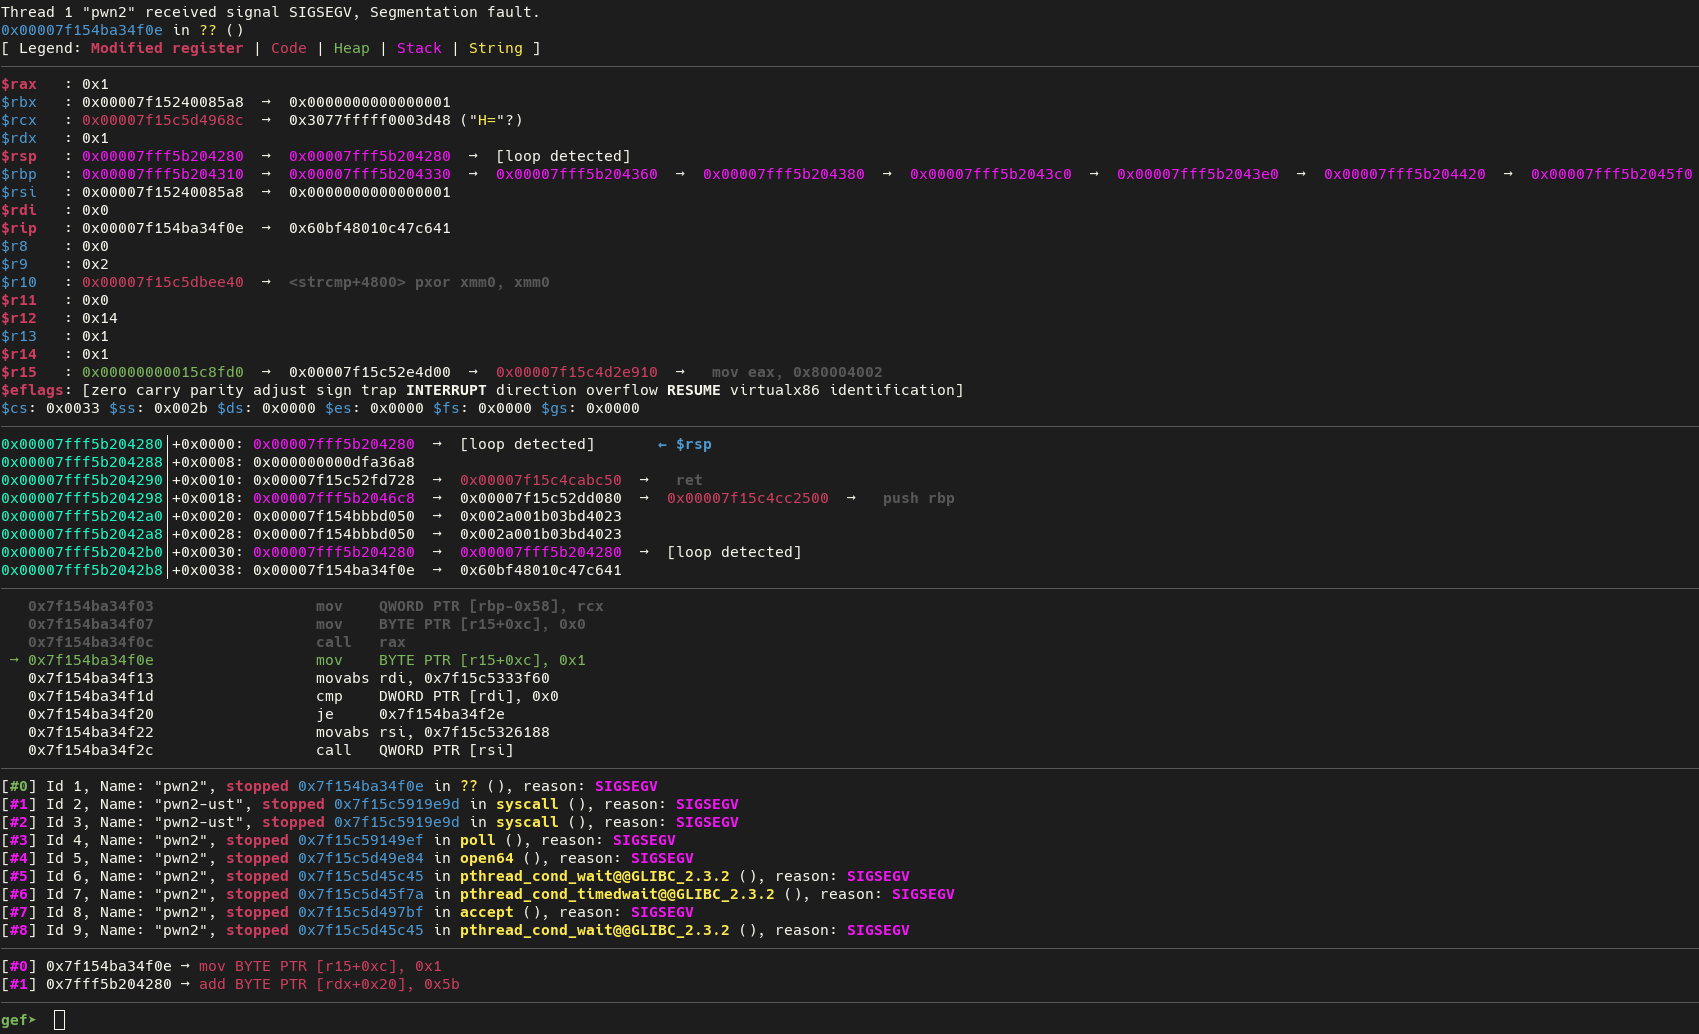 Thread 1 "pwn2" received signal SIGSEGV, Segmentation fault.
0x00007f154ba34f0e in ?? ()
[ Legend: Modified register | Code | Heap | Stack | String ]
$rax   : 0x1
$rbx   : 0x00007f15240085a8  →  0x0000000000000001
$rcx   : 0x00007f15c5d4968c  →  0x3077fffff0003d48 ("H="?)
$rdx   : 0x1
$rsp   : 0x00007fff5b204280  →  0x00007fff5b204280  →  [loop detected]
$rbp   : 0x00007fff5b204310  →  0x00007fff5b204330  →  0x00007fff5b204360  →  0x00007fff5b204380  →  0x00007fff5b2043c0  →  0x00007fff5b2043e0  →  0x00007fff5b204420  →  0x00007fff5b2045f0
$rsi   : 0x00007f15240085a8  →  0x0000000000000001
$rdi   : 0x0
$rip   : 0x00007f154ba34f0e  →  0x60bf48010c47c641
$r8    : 0x0
$r9    : 0x2
$r10   : 0x00007f15c5dbee40  →  <strcmp+4800> pxor xmm0, xmm0
$r11   : 0x0
$r12   : 0x14
$r13   : 0x1
$r14   : 0x1
$r15   : 0x00000000015c8fd0  →  0x00007f15c52e4d00  →  0x00007f15c4d2e910  →   mov eax, 0x80004002
$eflags: [zero carry parity adjust sign trap INTERRUPT direction overflow RESUME virtualx86 identification]
$cs: 0x0033 $ss: 0x002b $ds: 0x0000 $es: 0x0000 $fs: 0x0000 $gs: 0x0000
0x00007fff5b204280│+0x0000: 0x00007fff5b204280  →  [loop detected]       ← $rsp
0x00007fff5b204288│+0x0008: 0x000000000dfa36a8
0x00007fff5b204290│+0x0010: 0x00007f15c52fd728  →  0x00007f15c4cabc50  →   ret
0x00007fff5b204298│+0x0018: 0x00007fff5b2046c8  →  0x00007f15c52dd080  →  0x00007f15c4cc2500  →   push rbp
0x00007fff5b2042a0│+0x0020: 0x00007f154bbbd050  →  0x002a001b03bd4023
0x00007fff5b2042a8│+0x0028: 0x00007f154bbbd050  →  0x002a001b03bd4023
0x00007fff5b2042b0│+0x0030: 0x00007fff5b204280  →  0x00007fff5b204280  →  [loop detected]
0x00007fff5b2042b8│+0x0038: 0x00007f154ba34f0e  →  0x60bf48010c47c641
0x7f154ba34f03                  mov    QWORD PTR [rbp-0x58], rcx
0x7f154ba34f07                  mov    BYTE PTR [r15+0xc], 0x0
0x7f154ba34f0c                  call   rax
→ 0x7f154ba34f0e                  mov    BYTE PTR [r15+0xc], 0x1
0x7f154ba34f13                  movabs rdi, 0x7f15c5333f60
0x7f154ba34f1d                  cmp    DWORD PTR [rdi], 0x0
0x7f154ba34f20                  je     0x7f154ba34f2e
0x7f154ba34f22                  movabs rsi, 0x7f15c5326188
0x7f154ba34f2c                  call   QWORD PTR [rsi]
[#0] Id 1, Name: "pwn2", stopped 0x7f154ba34f0e in ?? (), reason: SIGSEGV
[#1] Id 2, Name: "pwn2-ust", stopped 0x7f15c5919e9d in syscall (), reason: SIGSEGV
[#2] Id 3, Name: "pwn2-ust", stopped 0x7f15c5919e9d in syscall (), reason: SIGSEGV
[#3] Id 4, Name: "pwn2", stopped 0x7f15c59149ef in poll (), reason: SIGSEGV
[#4] Id 5, Name: "pwn2", stopped 0x7f15c5d49e84 in open64 (), reason: SIGSEGV
[#5] Id 6, Name: "pwn2", stopped 0x7f15c5d45c45 in pthread_cond_wait@@GLIBC_2.3.2 (), reason: SIGSEGV
[#6] Id 7, Name: "pwn2", stopped 0x7f15c5d45f7a in pthread_cond_timedwait@@GLIBC_2.3.2 (), reason: SIGSEGV
[#7] Id 8, Name: "pwn2", stopped 0x7f15c5d497bf in accept (), reason: SIGSEGV
[#8] Id 9, Name: "pwn2", stopped 0x7f15c5d45c45 in pthread_cond_wait@@GLIBC_2.3.2 (), reason: SIGSEGV
[#0] 0x7f154ba34f0e → mov BYTE PTR [r15+0xc], 0x1
[#1] 0x7fff5b204280 → add BYTE PTR [rdx+0x20], 0x5b
gef➤